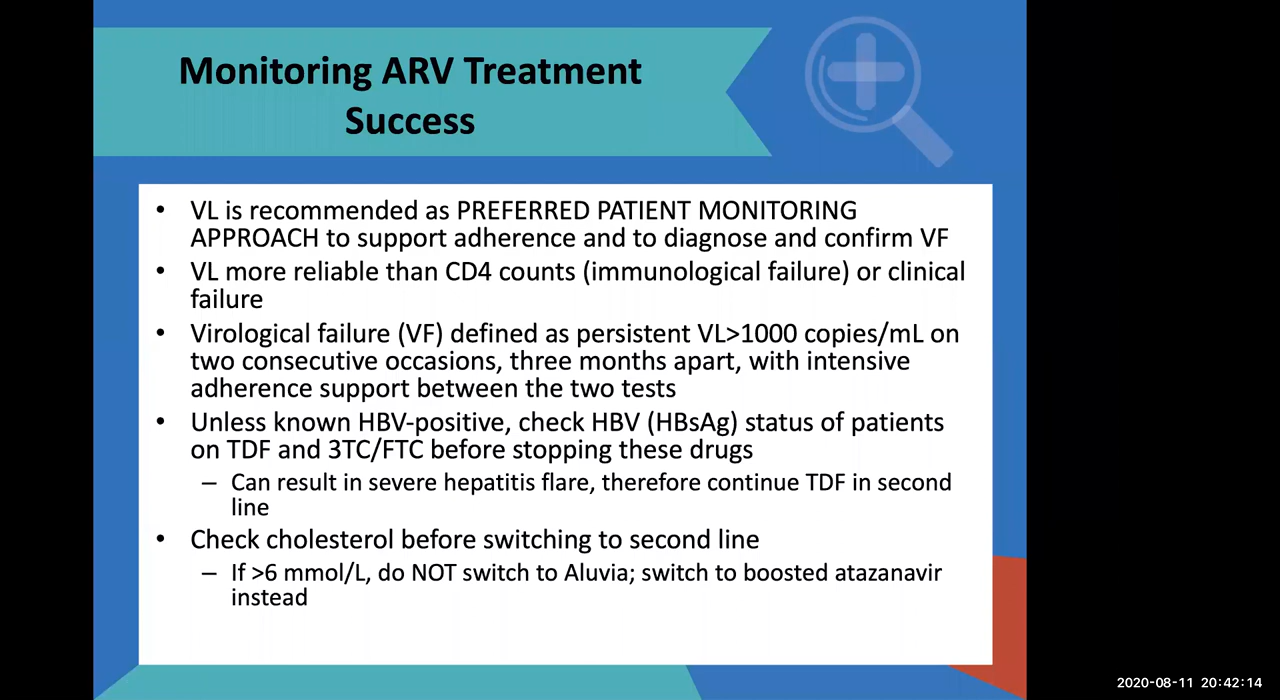 Monitoring ARV Treatment
Success
• VL is recommended as PREFERRED PATIENT MONITORING
APPROACH to support adherence and to diagnose and confirm VF
• VL more reliable than CD4 counts (immunological failure) or clinical
failure
• Virological failure (VF) defined as persistent VL>1000 copies/mL on
two consecutive occasions, three months apart, with intensive
adherence support between the two tests
• Unless known HBV-positive, check HBV (HBsAg) status of patients
on TDF and 3TC/FTC before stopping these drugs
– Can result in severe hepatitis flare, therefore continue TDF in second
line
• Check cholesterol before switching to second line
– If >6 mmol/L, do NOT switch to Aluvia; switch to boosted atazanavir
instead
2020-08-11 20:42:14